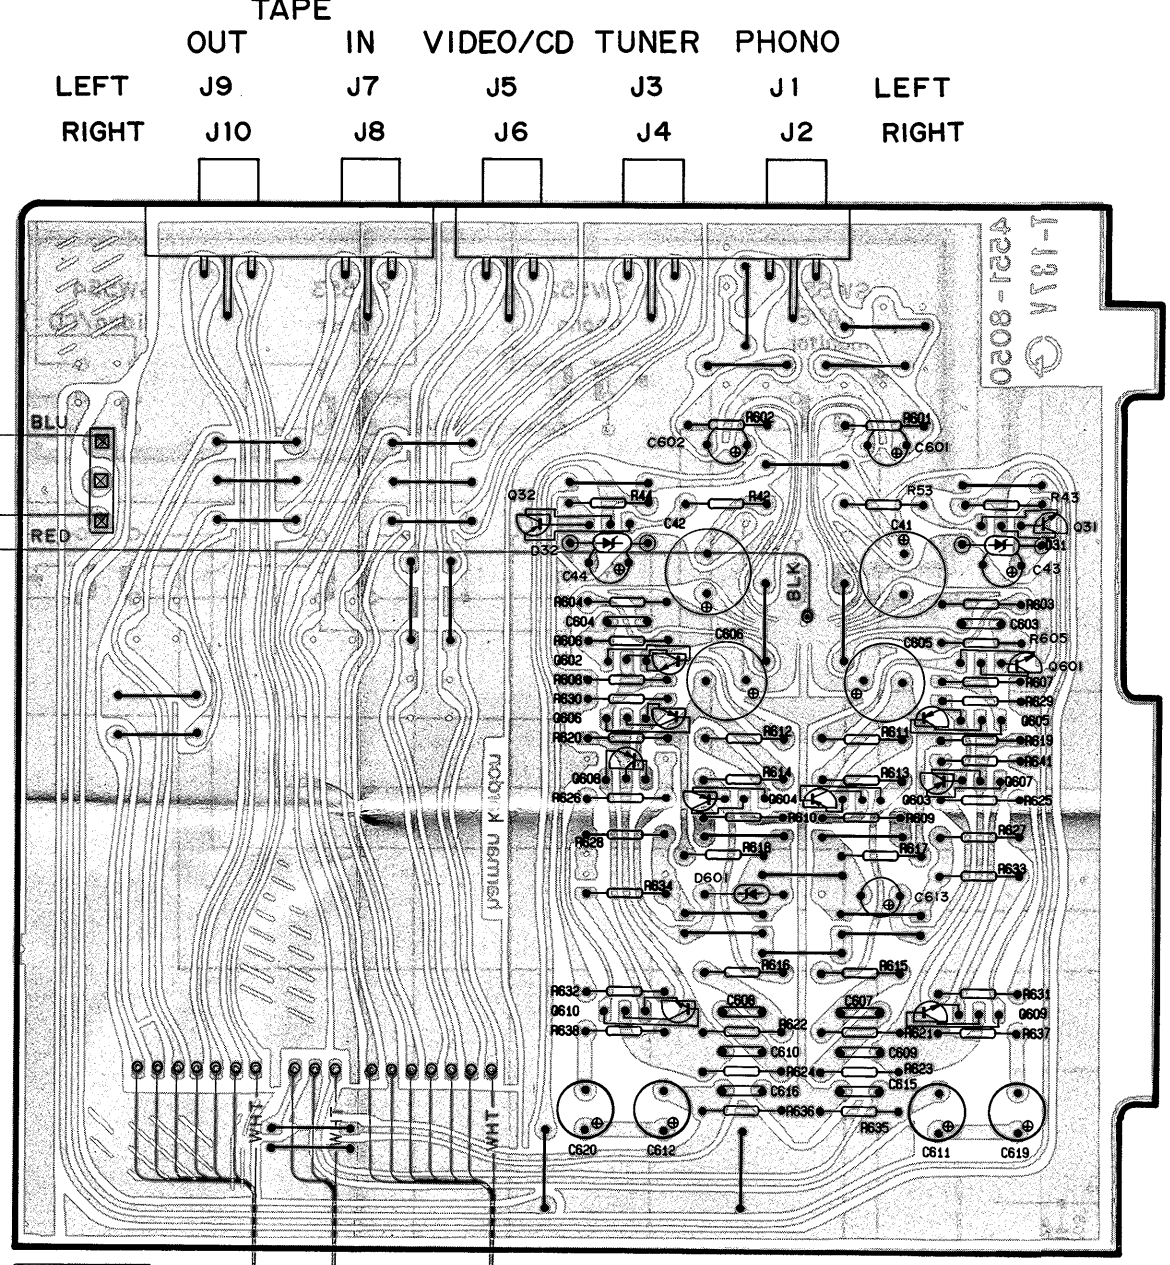 TAPE
OUT IN VIDEO/CD TUNER PHONO
LEFT J9 J7 J5 J3 J1 LEFT
RIGHT J10 J8 J6 J4 J2 RIGHT
4551-8050
T-187V
BLU
RED
R602 R601
C602 C601
Q32 R44 R42 R53 R43
C42 C41 Q31
D32 D31
C44 C43
BLK
R604 R603
C604 C603
C606 C605 R605
R606
Q602 Q601
R608 R607
R630 R629
Q606 Q605
R620 R612 R611 R619
R641
Q608 R614 R613 Q607
R626 Q604 Q603 R625
R610 R609
R628 R627
R618 R617
D601 R633
R634 C613
harman kardon
R616 R615
R632 C608 C607 R631
Q610 Q609
R638 R622 R621 R637
C610 C609
R624 R623
C616 C615
R636 R635
C620 C612 C611 C619
WHT WHT WHT